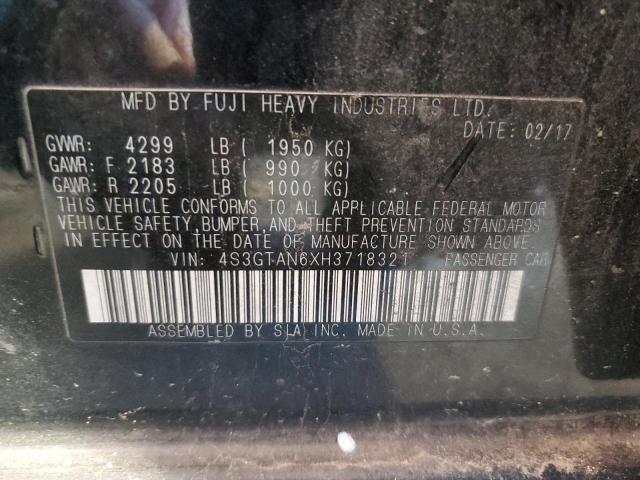 MFD BY FUJI HEAVY INDUSTRIES LTD.
DATE: 02/17
GVWR: 4299 LB ( 1950 KG)
GAWR: F 2183 LB ( 990 KG)
GAWR: R 2205 LB ( 1000 KG)
THIS VEHICLE CONFORMS TO ALL APPLICABLE FEDERAL MOTOR
VEHICLE SAFETY,BUMPER,AND THEFT PREVENTION STANDARDS
IN EFFECT ON THE DATE OF MANUFACTURE SHOWN ABOVE.
VIN: 4S3GTAN6XH3718321 PASSENGER CAR
ASSEMBLED BY SIA INC. MADE IN U.S.A.